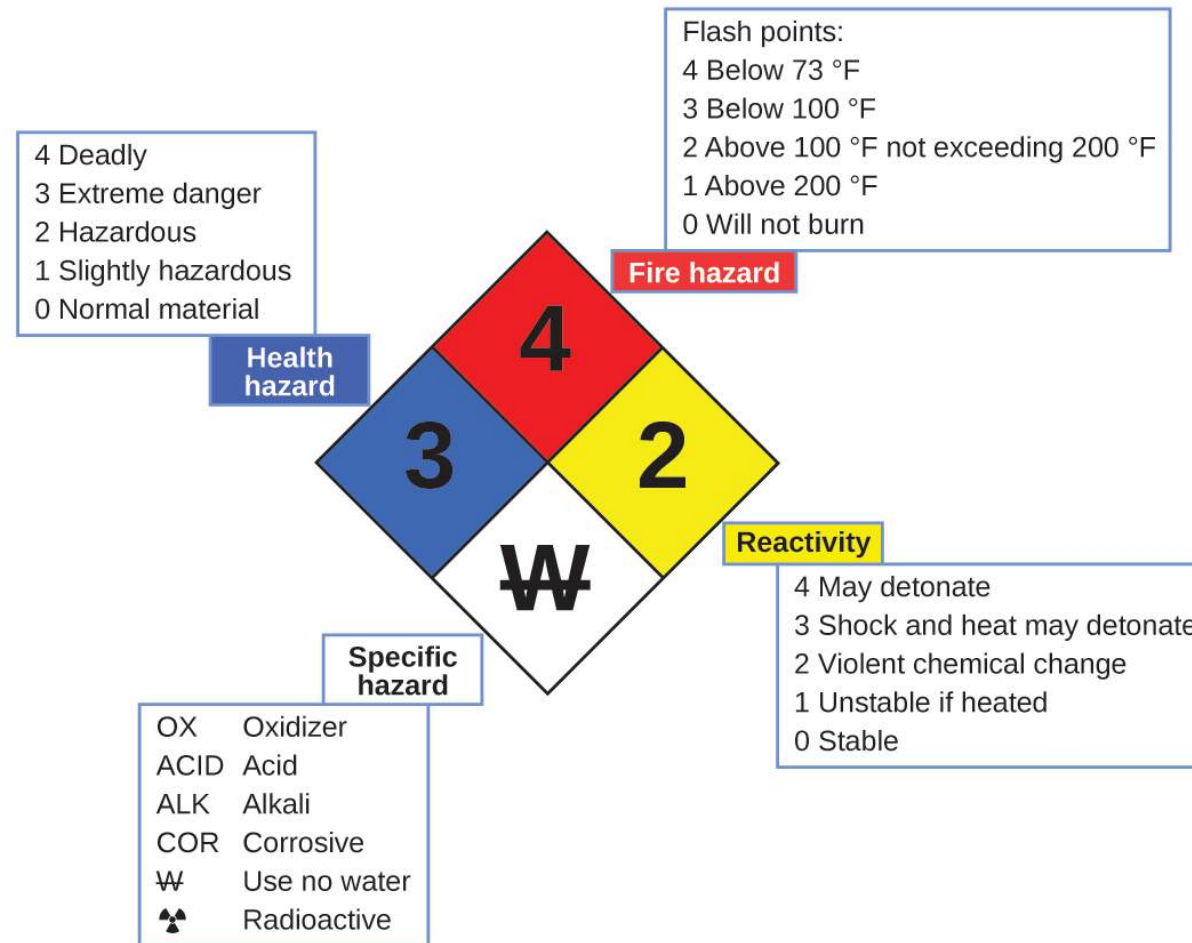 Flash points:
4 Below 73 °F
3 Below 100 °F
2 Above 100 °F not exceeding 200 °F
1 Above 200 °F
0 Will not burn
Fire hazard
4 Deadly
3 Extreme danger
2 Hazardous
1 Slightly hazardous
0 Normal material
Health
hazard
4
3
2
W
Reactivity
4 May detonate
3 Shock and heat may detonate
2 Violent chemical change
1 Unstable if heated
0 Stable
Specific
hazard
OX Oxidizer
ACID Acid
ALK Alkali
COR Corrosive
W Use no water
☢ Radioactive